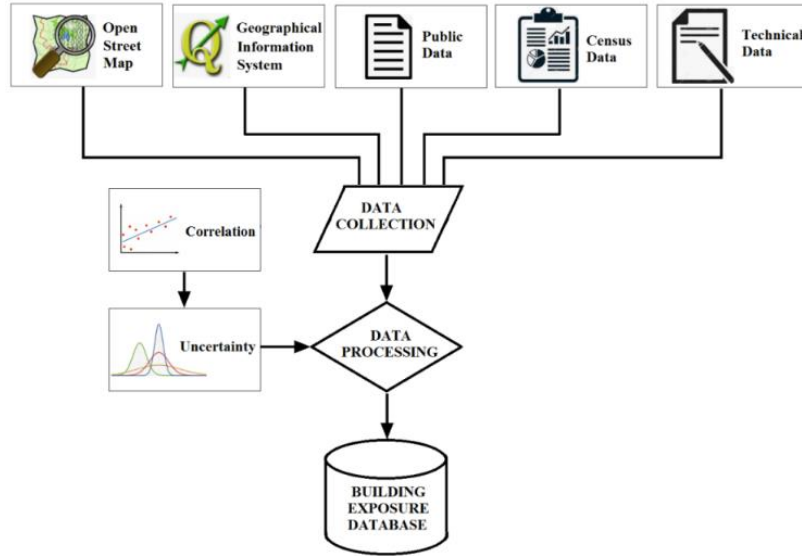 Open
Street
Map
Geographical
Information
System
Public
Data
Census
Data
Technical
Data
DATA
COLLECTION
Correlation
Uncertainty
DATA
PROCESSING
BUILDING
EXPOSURE
DATABASE